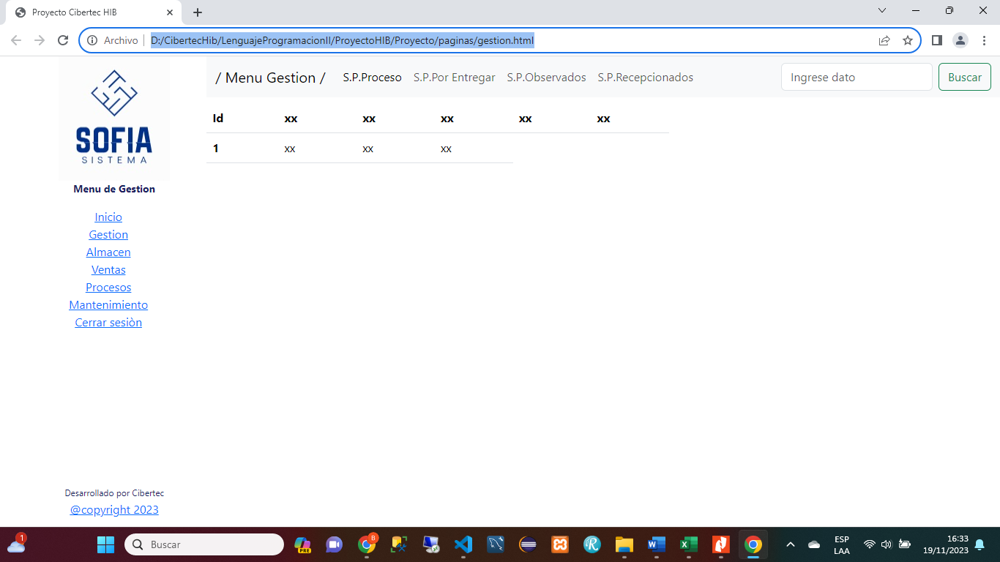 Proyecto Cibertec HIB
Archivo D:/CibertecHib/LenguajeProgramacionII/ProyectoHIB/Proyecto/paginas/gestion.html
SOFIA
SISTEMA
Menu de Gestion
Inicio
Gestion
Almacen
Ventas
Procesos
Mantenimiento
Cerrar sesiòn
Desarrollado por Cibertec
@copyright 2023
/ Menu Gestion / S.P.Proceso S.P.Por Entregar S.P.Observados S.P.Recepcionados Ingrese dato Buscar
Id xx xx xx xx xx
1 xx xx xx
1 Buscar PRE B ESP 16:33
LAA 19/11/2023